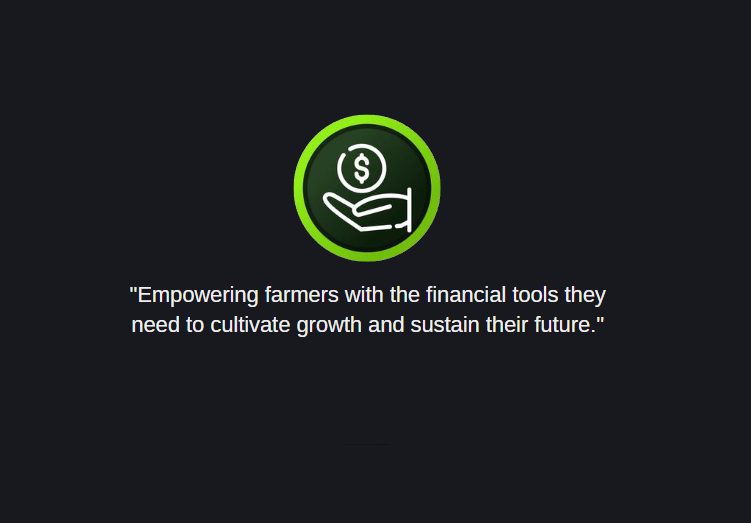 "Empowering farmers with the financial tools they
need to cultivate growth and sustain their future."